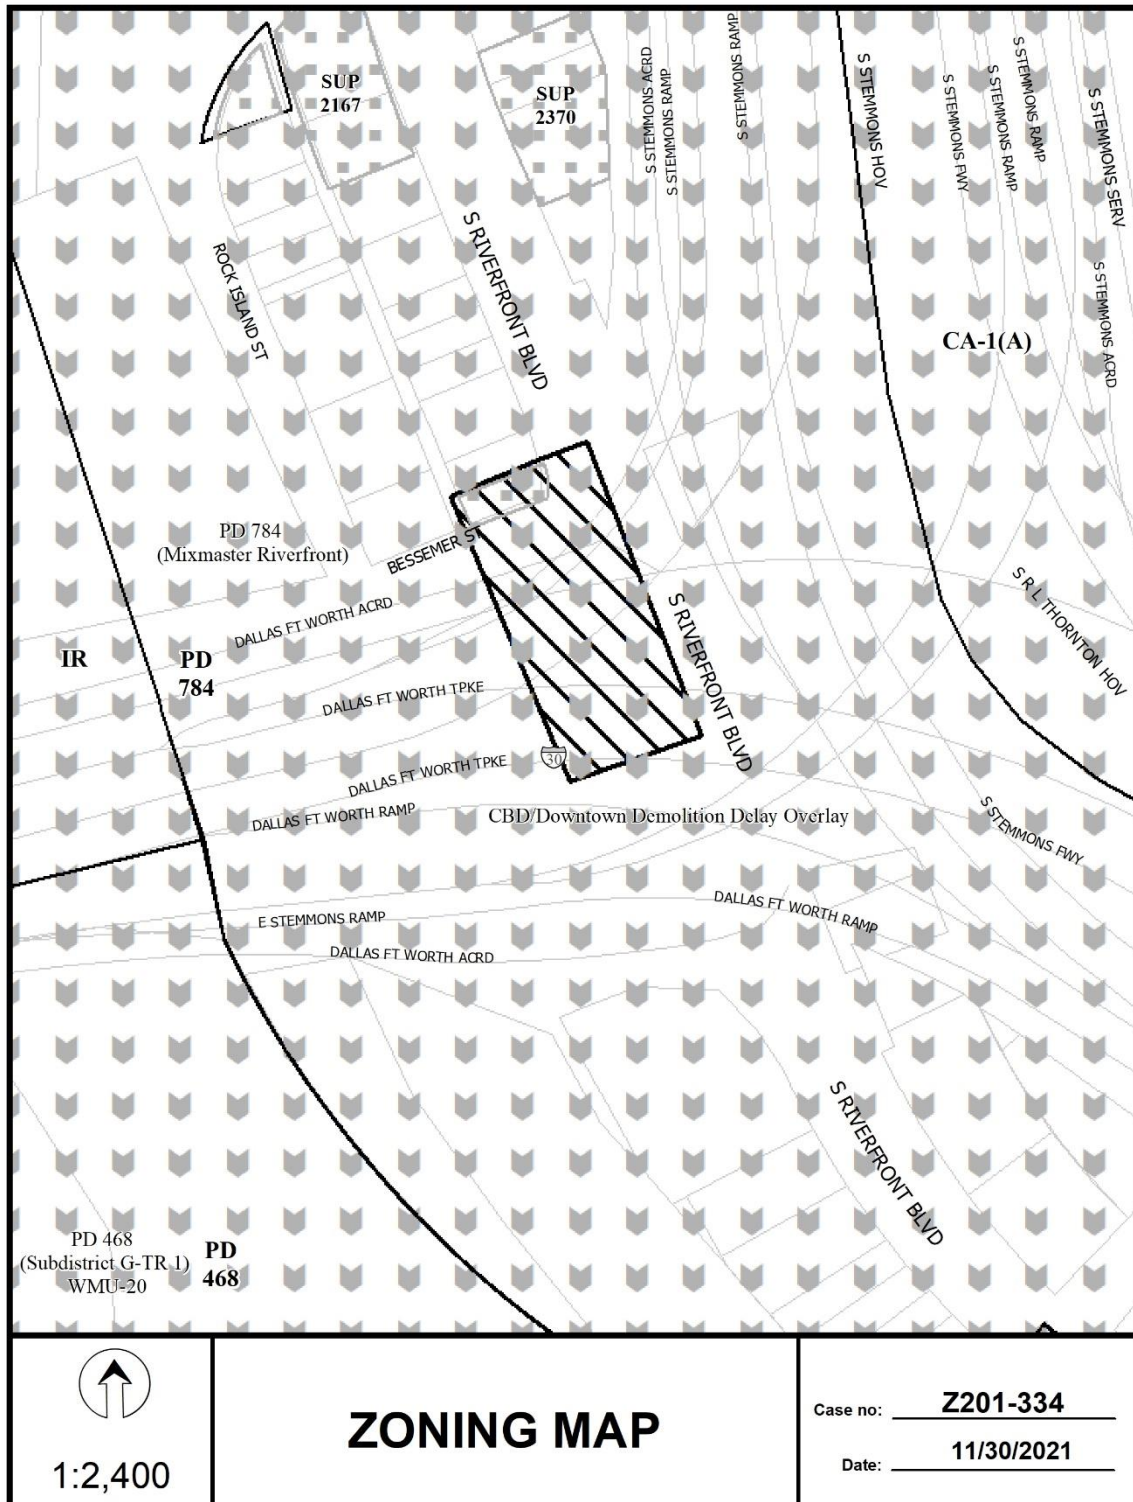 SUP
2167
SUP
2370
S STEMMONS ACRD
S STEMMONS RAMP
S STEMMONS RAMP
S STEMMONS HOV
S STEMMONS FWY
S STEMMONS RAMP
S STEMMONS RAMP
S STEMMONS SERV
S STEMMONS ACRD
ROCK ISLAND ST
S RIVERFRONT BLVD
CA-1(A)
PD 784
(Mixmaster Riverfront)
BESSEMER S
DALLAS FT WORTH ACRD
S R L THORNTON HOV
IR
PD
784
S RIVERFRONT BLVD
DALLAS FT WORTH TPKE
30
DALLAS FT WORTH TPKE
DALLAS FT WORTH RAMP
CBD/Downtown Demolition Delay Overlay
S STEMMONS FWY
DALLAS FT WORTH RAMP
E STEMMONS RAMP
DALLAS FT WORTH ACRD
S RIVERFRONT BLVD
PD 468
(Subdistrict G-TR 1)
WMU-20
PD
468
1:2,400
ZONING MAP
Case no: Z201-334
Date: 11/30/2021